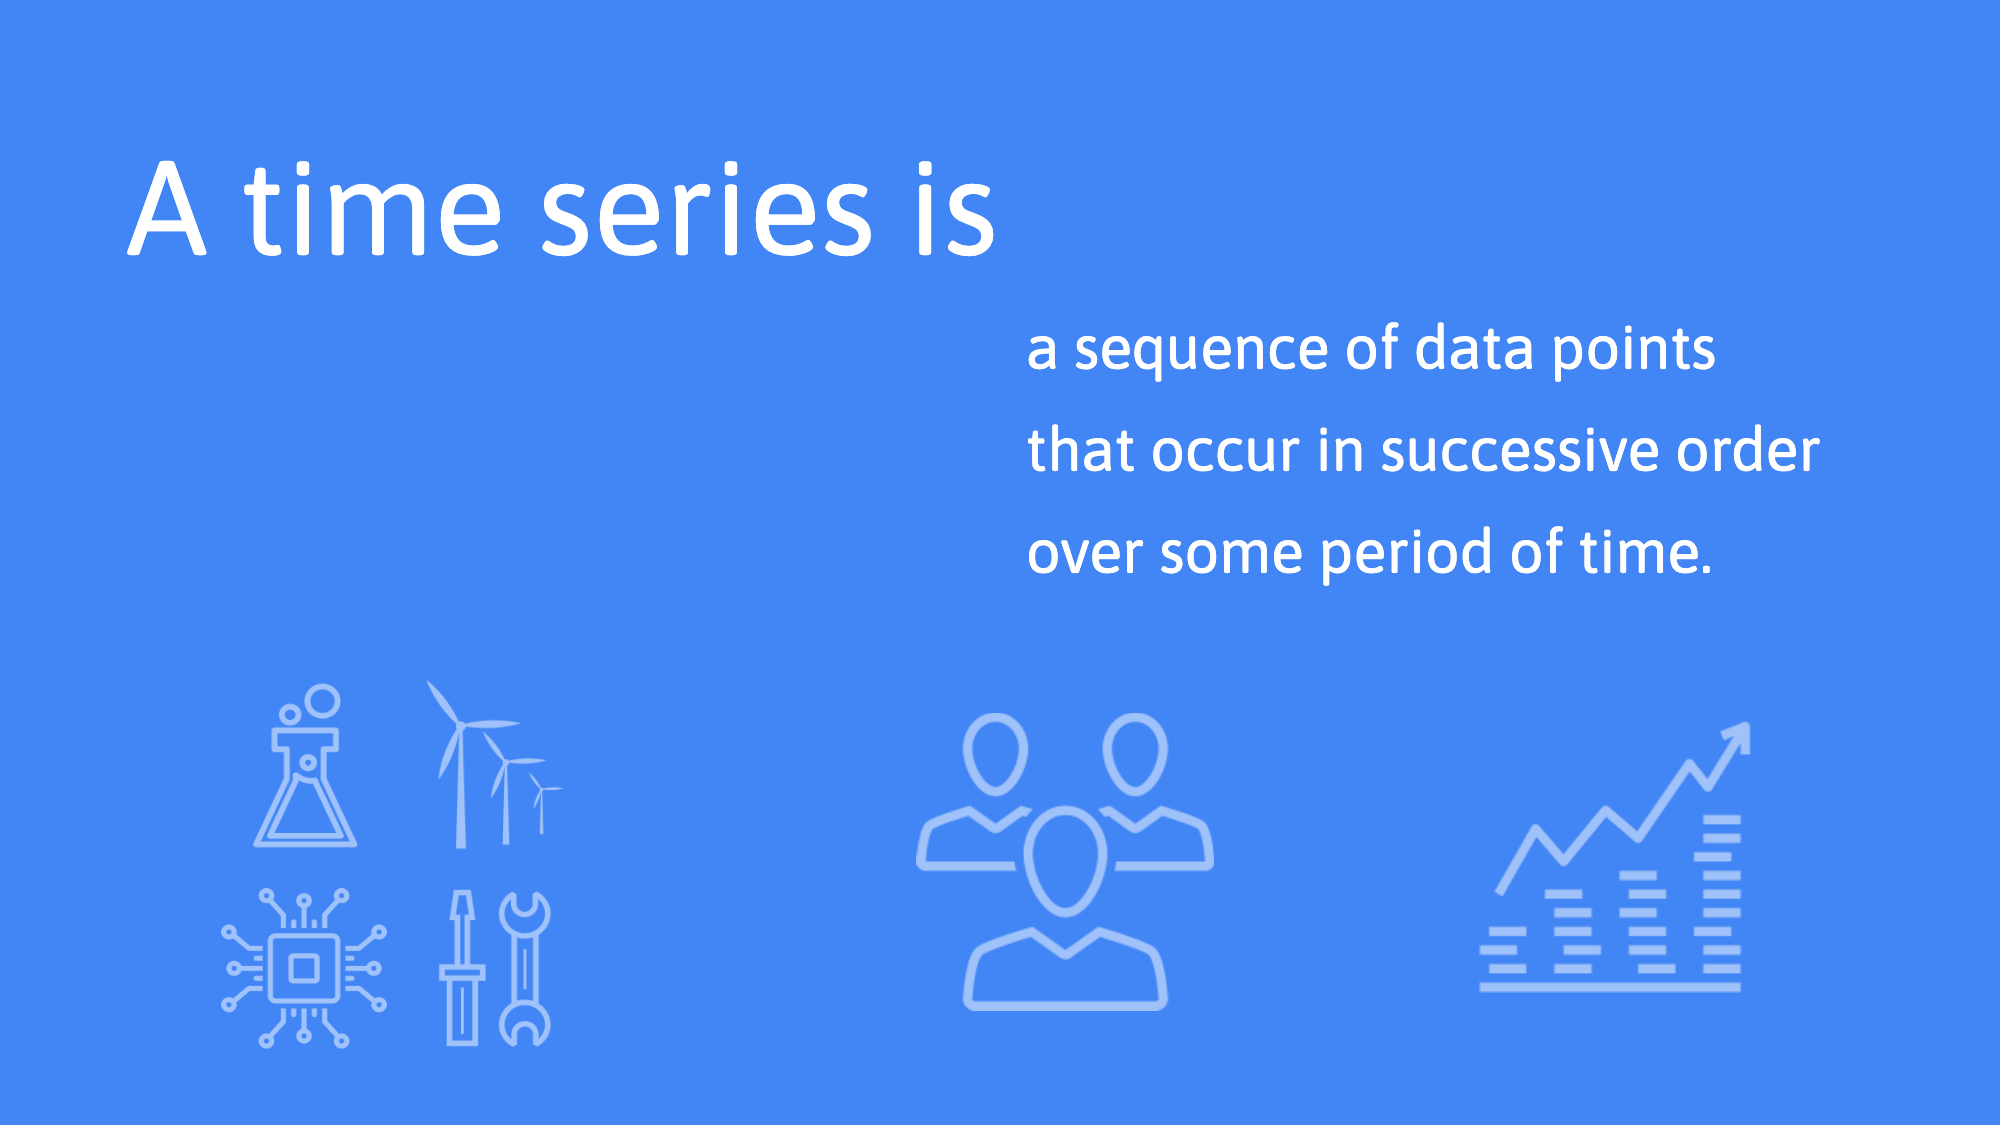 A time series is
a sequence of data points
that occur in successive order
over some period of time.